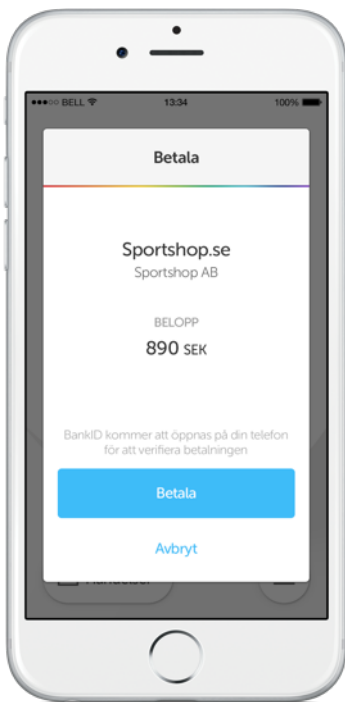 BELL 13:34 100%
Betala
Sportshop.se
Sportshop AB
BELOPP
890 SEK
BankID kommer att öppnas på din telefon
för att verifiera betalningen
Betala
Avbryt